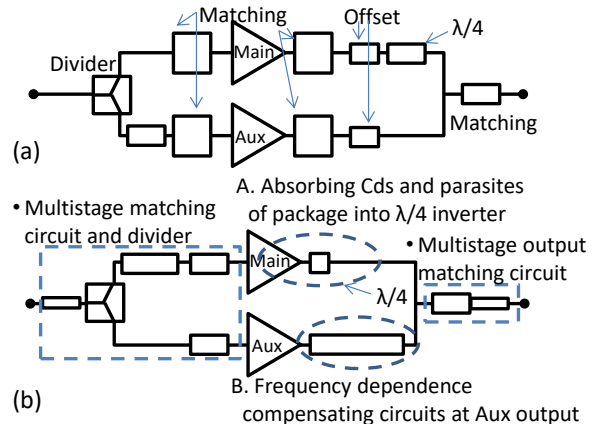 Matching
Offset
λ/4
Divider
Main
Aux
Matching
(a)
A. Absorbing Cds and parasites
of package into λ/4 inverter
• Multistage matching
circuit and divider
• Multistage output
matching circuit
Main
λ/4
Aux
B. Frequency dependence
compensating circuits at Aux output
(b)